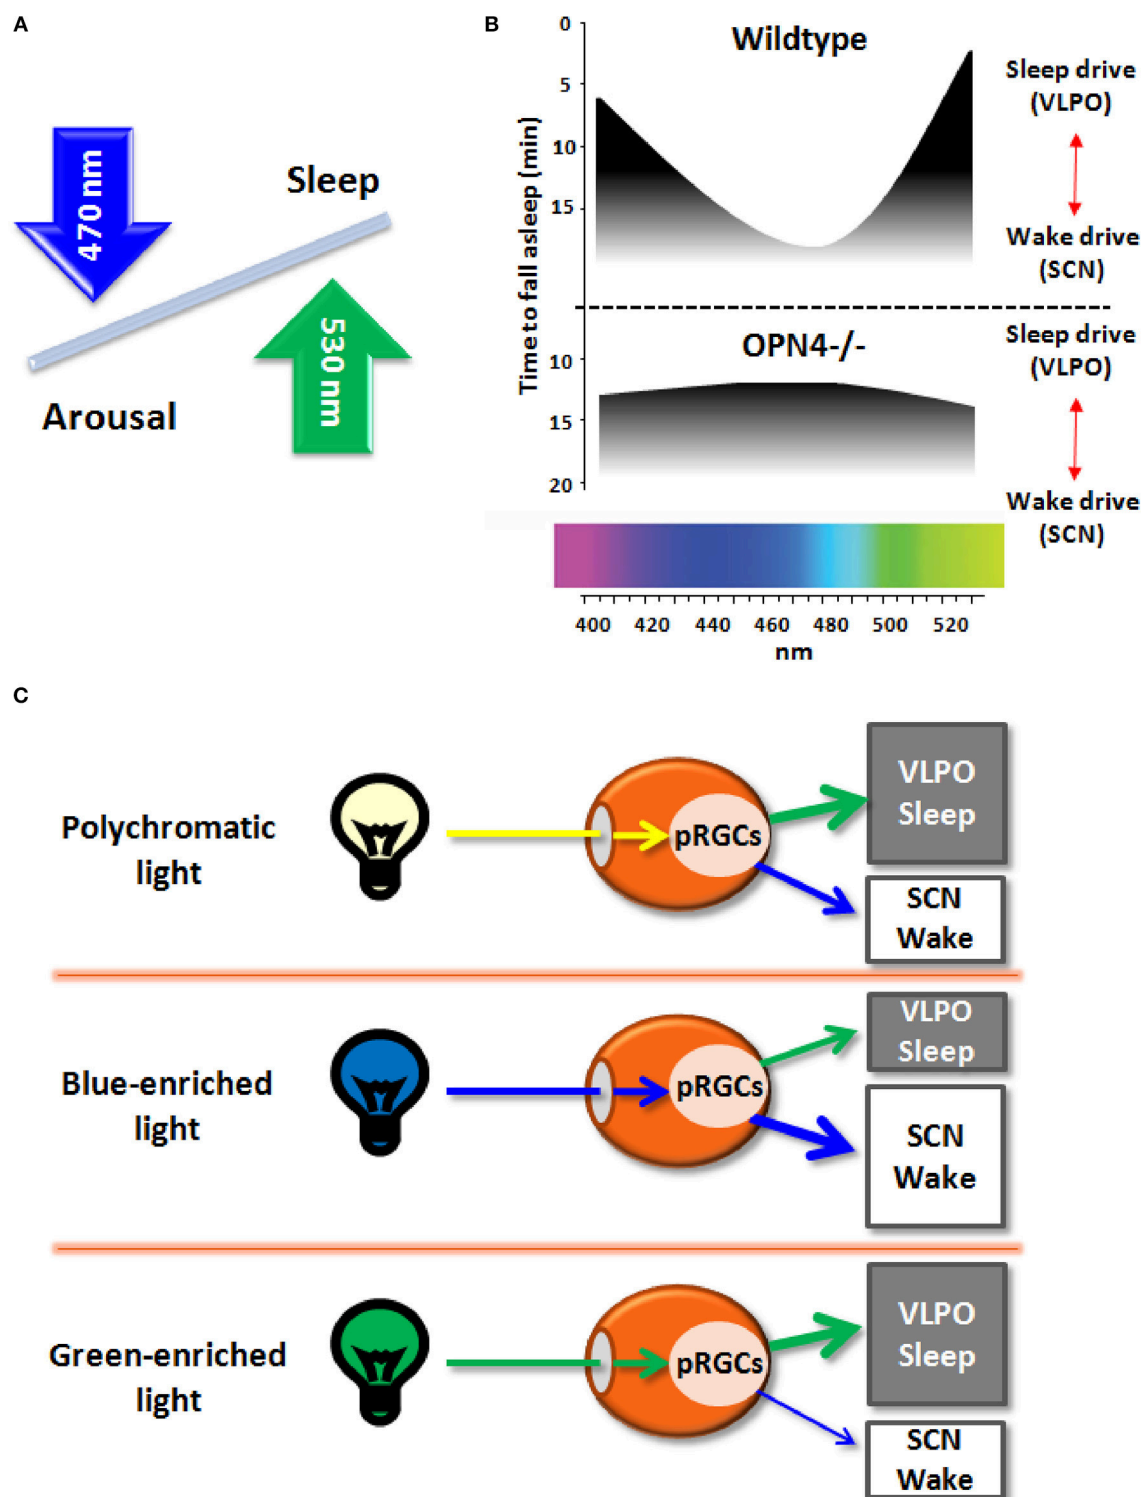 A
470 nm
Sleep
530 nm
Arousal
B
Wildtype
Time to fall asleep (min)
0
5
10
15
Sleep drive
(VLPO)
Wake drive
(SCN)
OPN4-/-
10
15
20
Sleep drive
(VLPO)
Wake drive
(SCN)
400 420 440 460 480 500 520
nm
C
Polychromatic
light
pRGCs
VLPO
Sleep
SCN
Wake
Blue-enriched
light
pRGCs
VLPO
Sleep
SCN
Wake
Green-enriched
light
pRGCs
VLPO
Sleep
SCN
Wake